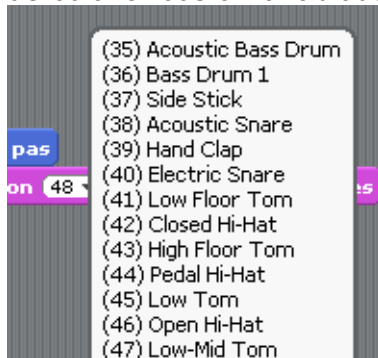 (35) Acoustic Bass Drum
(36) Bass Drum 1
(37) Side Stick
(38) Acoustic Snare
pas
(39) Hand Clap
(40) Electric Snare
on 48 es
(41) Low Floor Tom
(42) Closed Hi-Hat
(43) High Floor Tom
(44) Pedal Hi-Hat
(45) Low Tom
(46) Open Hi-Hat
(47) Low-Mid Tom